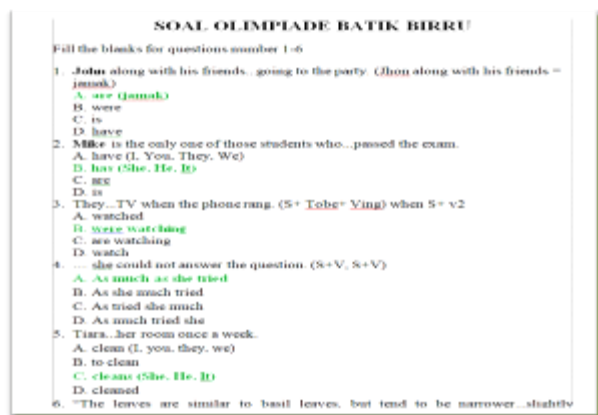 SOAL OLIMPIADE BATIK BIRRU
Fill the blanks for questions number 1-6
1. John along with his friends.. going to the party. (Jhon along with his friends =
jamak)
A. are (jamak)
B. were
C. is
D. have
2. Mike is the only one of those students who...passed the exam.
A. have (I, You, They, We)
B. has (She, He, It)
C. are
D. is
3. They...TV when the phone rang. (S+ Tobe+ Ving) when S+ v2
A. watched
B. were watching
C. are watching
D. watch
4. .... she could not answer the question. (S+V, S+V)
A. As much as she tried
B. As she much tried
C. As tried she much
D. As much tried she
5. Tiara...her room once a week.
A. clean (I, you, they, we)
B. to clean
C. cleans (She, He, It)
D. cleaned
6. "The leaves are similar to basil leaves, but tend to be narrower...slightly